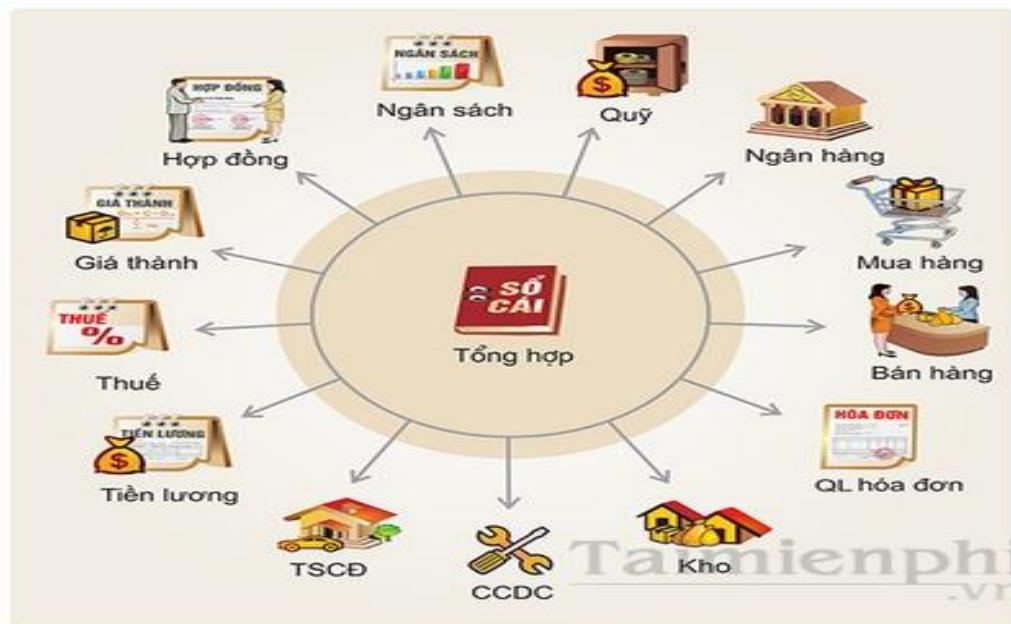 NGÂN SÁCH
Ngân sách
Quỹ
HỢP ĐỒNG
Hợp đồng
Ngân hàng
GIÁ THÀNH
Giá thành
Mua hàng
SỔ
CÁI
Tổng hợp
THUẾ
%
Thuế
Bán hàng
TIỀN LƯƠNG
$
Tiền lương
HÓA ĐƠN
QL hóa đơn
TSCĐ
CCDC
Kho
Taimienphi
.vn